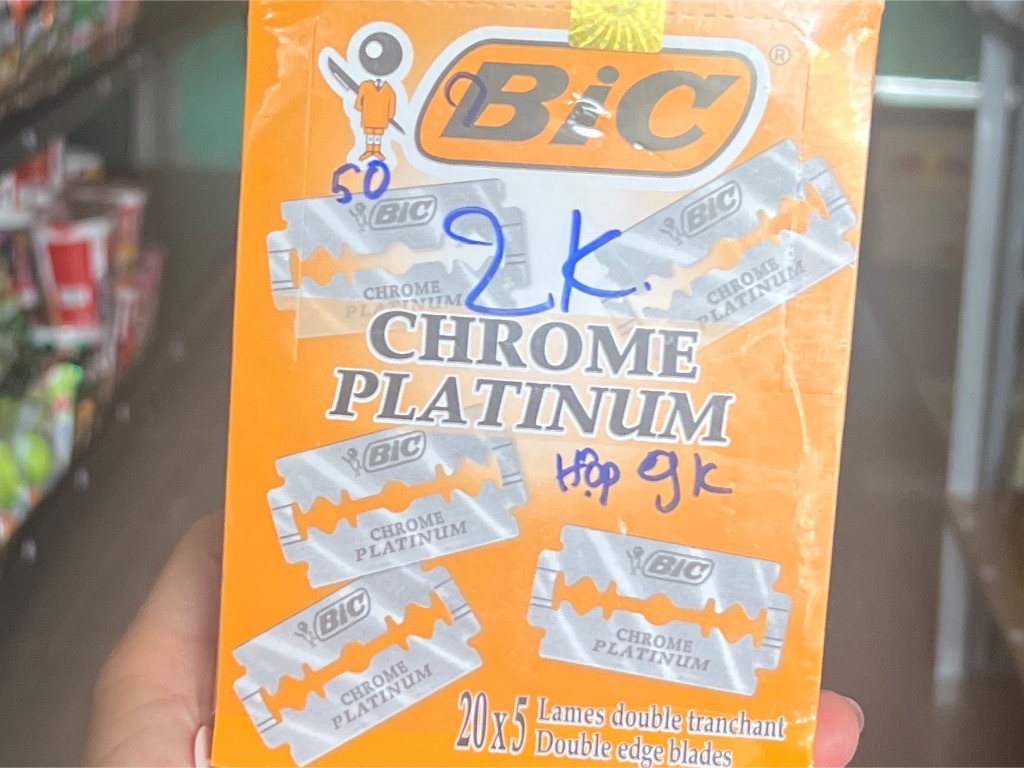 BiC®
50
2K.
BiC
CHROME
PLATINUM
BiC
CHROME
PLATINUM
CHROME
PLATINUM
Hộp 9K
BiC
CHROME
PLATINUM
BiC
CHROME
PLATINUM
BiC
CHROME
PLATINUM
20x5 Lames double tranchant
Double edge blades